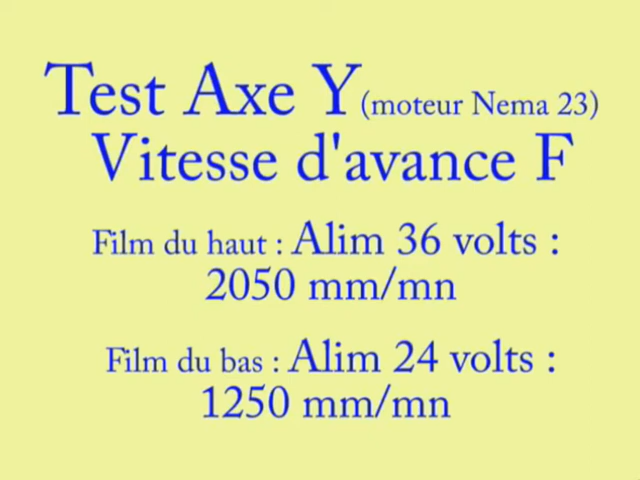 Test Axe Y (moteur Nema 23)
Vitesse d'avance F
Film du haut : Alim 36 volts :
2050 mm/mn
Film du bas : Alim 24 volts :
1250 mm/mn